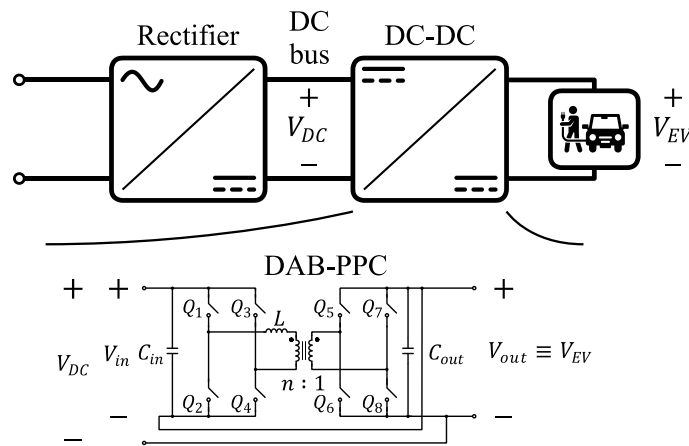 Rectifier
DC
bus
DC-DC
+
V_DC
−
+
V_EV
−
DAB-PPC
+ +
Q1 Q3 Q5 Q7 +
L
V_DC V_in C_in C_out V_out ≡ V_EV
n : 1
Q2 Q4 Q6 Q8
− −
−